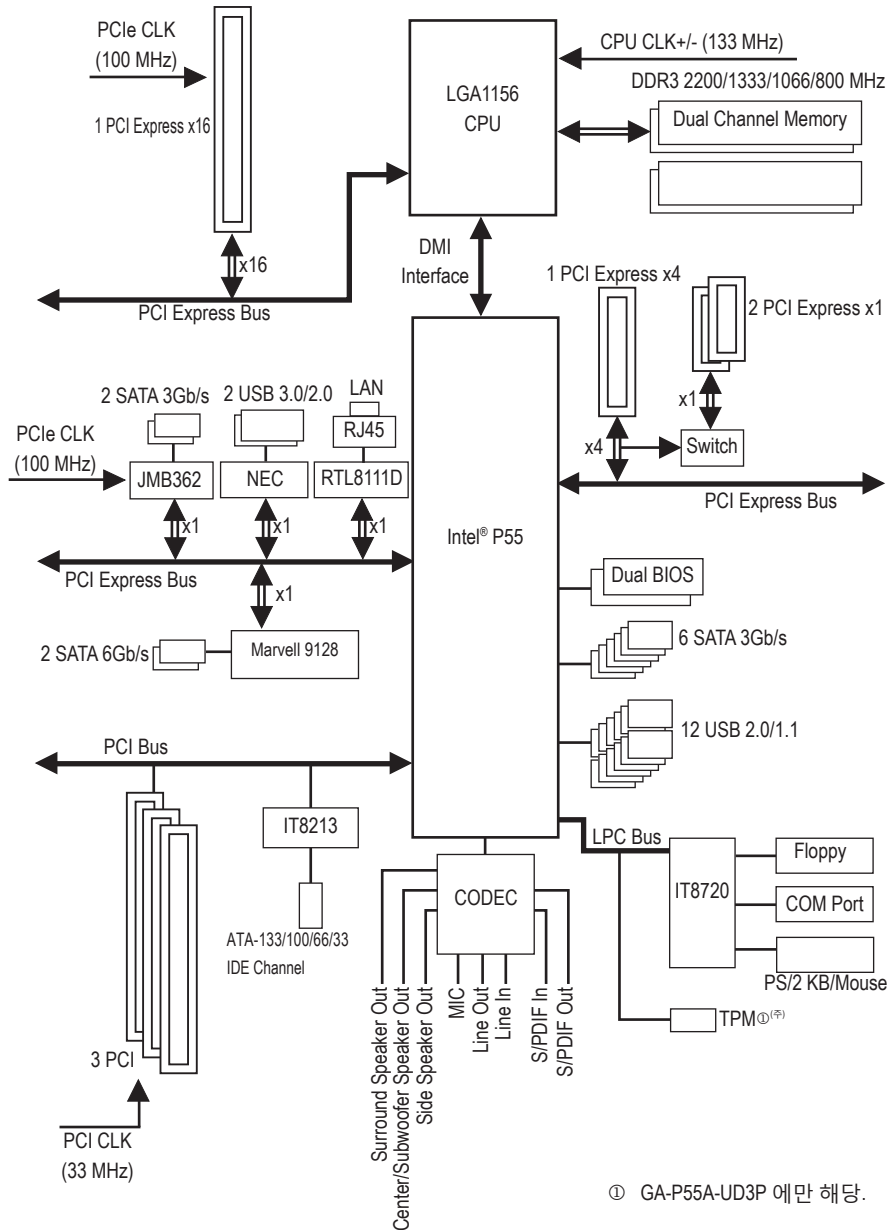 PCIe CLK
(100 MHz)
1 PCI Express x16
x16
PCI Express Bus
LGA1156
CPU
CPU CLK+/- (133 MHz)
DDR3 2200/1333/1066/800 MHz
Dual Channel Memory
DMI
Interface
1 PCI Express x4
2 PCI Express x1
x1
x4
Switch
PCI Express Bus
2 SATA 3Gb/s
2 USB 3.0/2.0
LAN
RJ45
PCIe CLK
(100 MHz)
JMB362
NEC
RTL8111D
x1
x1
x1
PCI Express Bus
x1
2 SATA 6Gb/s
Marvell 9128
Intel® P55
Dual BIOS
6 SATA 3Gb/s
12 USB 2.0/1.1
PCI Bus
IT8213
ATA-133/100/66/33
IDE Channel
3 PCI
PCI CLK
(33 MHz)
CODEC
Surround Speaker Out
Center/Subwoofer Speaker Out
Side Speaker Out
MIC
Line Out
Line In
S/PDIF In
S/PDIF Out
LPC Bus
IT8720
Floppy
COM Port
PS/2 KB/Mouse
TPM①(주)
① GA-P55A-UD3P 에만 해당.